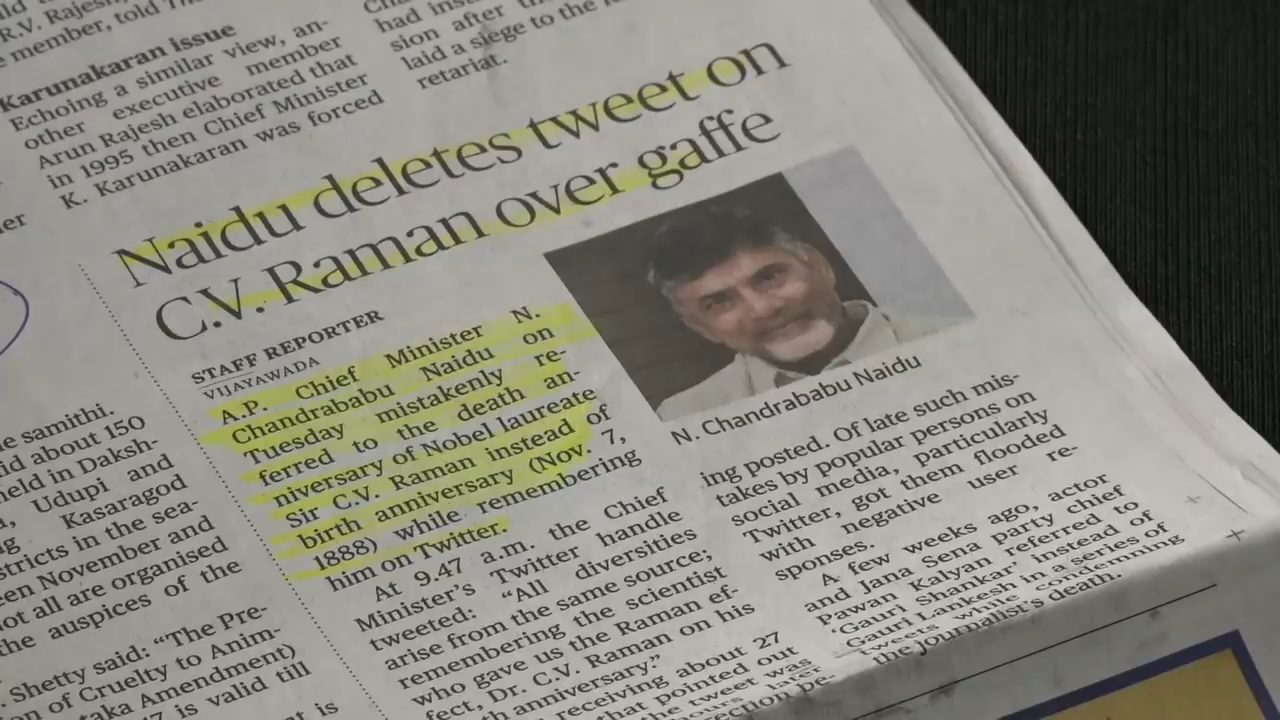 R.V. Rajesh,
member, told
Karunakaran issue
Echoing a similar view, an-
other executive member
Arun Rajesh elaborated that
in 1995 then Chief Minister
K. Karunakaran was forced
had
sion after
laid a siege to the
retariat.
Naidu deletes tweet on
C.V. Raman over gaffe
STAFF REPORTER
VIJAYAWADA
A.P. Chief Minister N.
Chandrababu Naidu on
Tuesday mistakenly re-
ferred to the death an-
niversary of Nobel laureate
Sir C.V. Raman instead of
birth anniversary (Nov. 7,
1888) while remembering
him on Twitter.
At 9.47 a.m. the Chief
Minister's Twitter handle
tweeted: "All diversities
arise from the same source;
remembering the scientist
who gave us the Raman ef-
fect, Dr. C.V. Raman on his
anniversary."
receiving about 27
that pointed out
the tweet was
N. Chandrababu Naidu
ing posted. Of late such mis-
takes by popular persons on
social media, particularly
Twitter, got them flooded
with negative user re-
sponses.
A few weeks ago, actor
and Jana Sena party chief
Pawan Kalyan referred to
'Gauri Shankar' instead of
Gauri Lankesh in a series of
tweets while condemning
the journalist's death.
samithi.
about 150
held in Daksh-
Udupi and
Kasaragod
stricts in the sea-
November and
not all are organised
the auspices of the
Shetty said: "The Pre-
of Cruelty to Anim-
Amendment)
is valid till
is